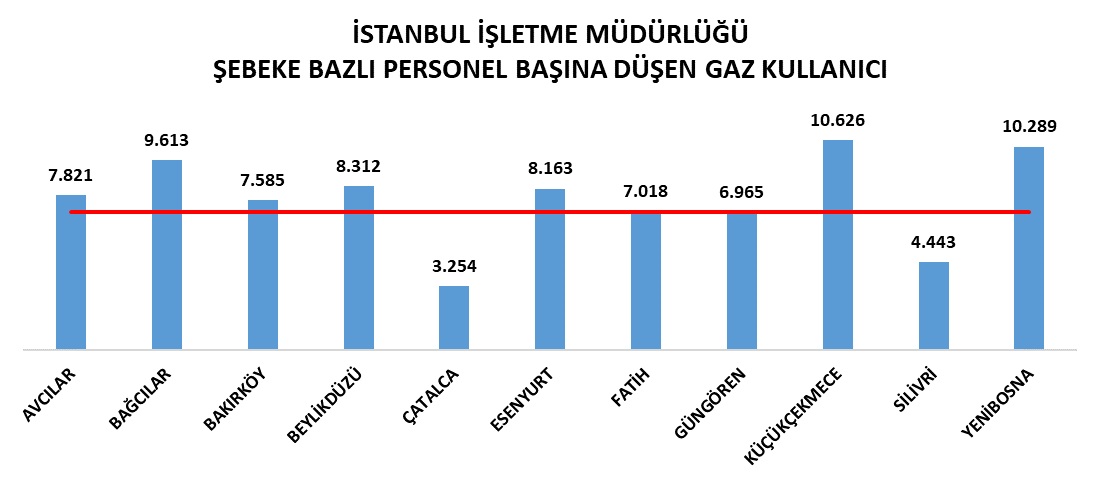 İSTANBUL İŞLETME MÜDÜRLÜĞÜ
ŞEBEKE BAZLI PERSONEL BAŞINA DÜŞEN GAZ KULLANICI
7.821
9.613
7.585
8.312
3.254
8.163
7.018
6.965
10.626
4.443
10.289
AVCILAR
BAĞCILAR
BAKIRKÖY
BEYLİKDÜZÜ
ÇATALCA
ESENYURT
FATİH
GÜNGÖREN
KÜÇÜKÇEKMECE
SİLİVRİ
YENİBOSNA